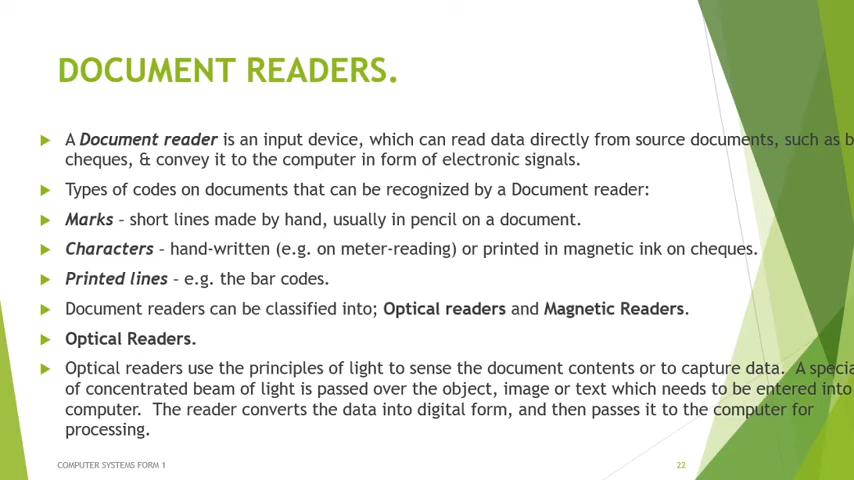 DOCUMENT READERS.
A Document reader is an input device, which can read data directly from source documents, such as
cheques, & convey it to the computer in form of electronic signals.
Types of codes on documents that can be recognized by a Document reader:
Marks – short lines made by hand, usually in pencil on a document.
Characters – hand-written (e.g. on meter-reading) or printed in magnetic ink on cheques.
Printed lines – e.g. the bar codes.
Document readers can be classified into; Optical readers and Magnetic Readers.
Optical Readers.
Optical readers use the principles of light to sense the document contents or to capture data.  A
of concentrated beam of light is passed over the object, image or text which needs to be entered into
computer.  The reader converts the data into digital form, and then passes it to the computer for
processing.
COMPUTER SYSTEMS FORM 1
22